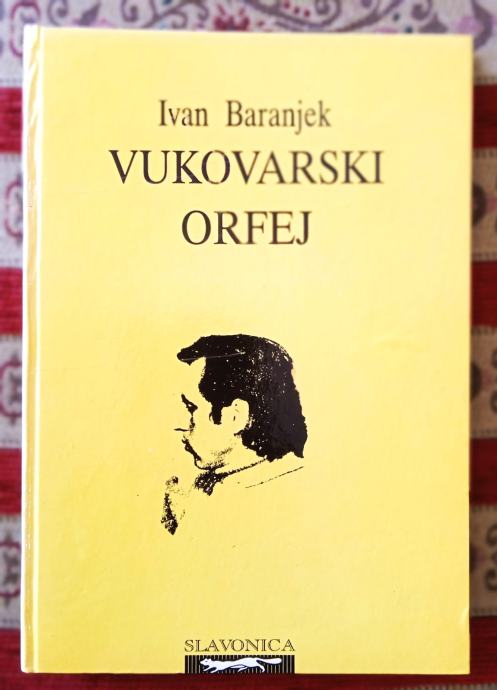 Ivan Baranjek
VUKOVARSKI
ORFEJ
SLAVONICA